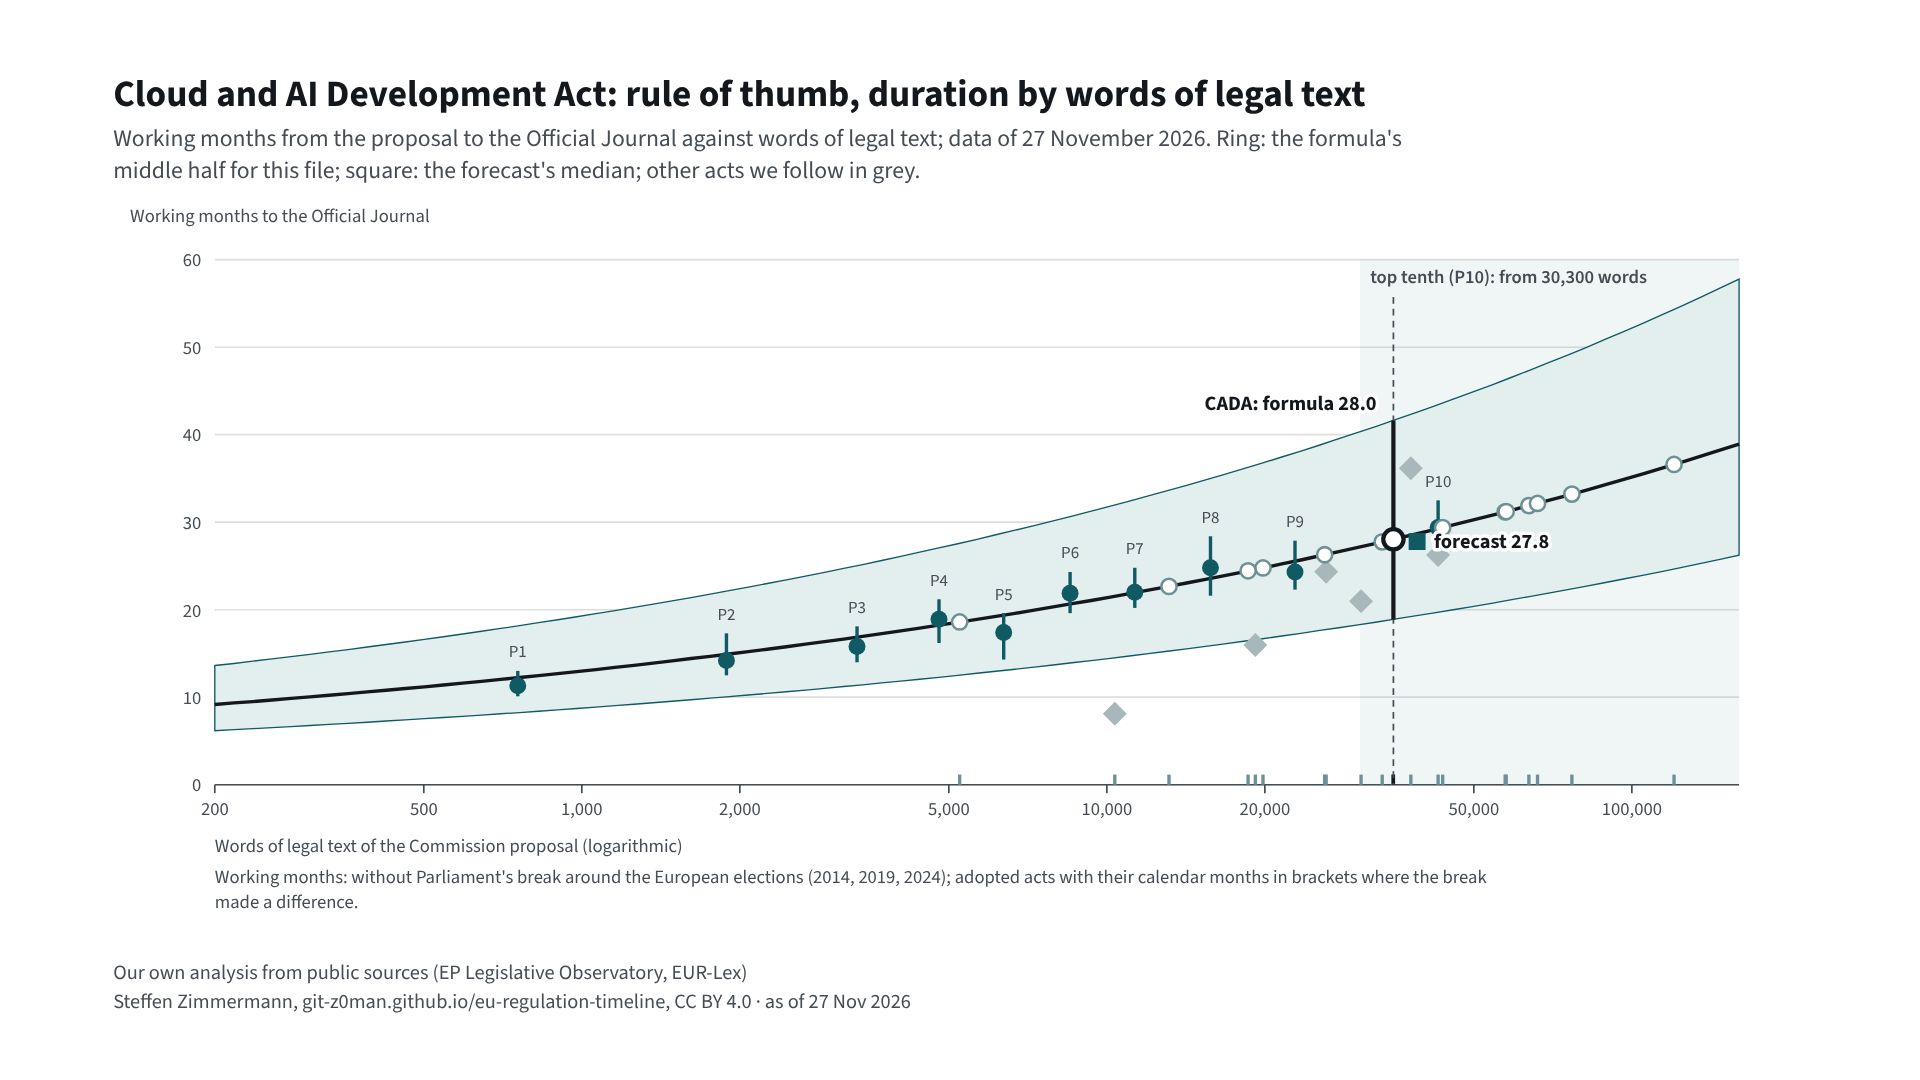 Cloud and AI Development Act: rule of thumb, duration by words of legal text
Working months from the proposal to the Official Journal against words of legal text; data of 27 November 2026. Ring: the formula's
middle half for this file; square: the forecast's median; other acts we follow in grey.
Working months to the Official Journal
60
top tenth (P10): from 30,300 words
50
CADA: formula 28.0
40
P10
30
P8
P9
forecast 27.8
P7
P6
P5
P4
P3
P2
P1
20
10
0
200
500
1,000
2,000
5,000
10,000
20,000
50,000
100,000
Words of legal text of the Commission proposal (logarithmic)
Working months: without Parliament's break around the European elections (2014, 2019, 2024); adopted acts with their calendar months in brackets where the break
made a difference.
Our own analysis from public sources (EP Legislative Observatory, EUR-Lex)
Steffen Zimmermann, git-z0man.github.io/eu-regulation-timeline, CC BY 4.0 · as of 27 Nov 2026